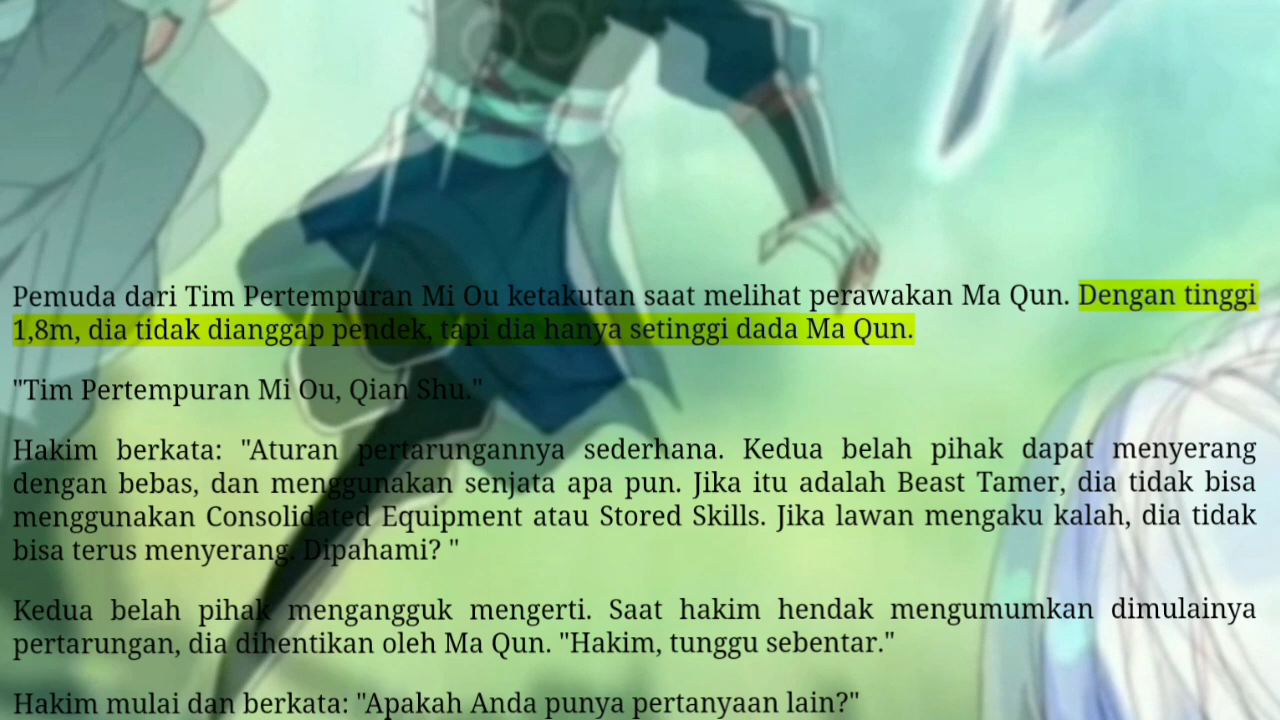 Pemuda dari Tim Pertempuran Mi Ou ketakutan saat melihat perawakan Ma Qun. Dengan tinggi
1,8m, dia tidak dianggap pendek, tapi dia hanya setinggi dada Ma Qun.
"Tim Pertempuran Mi Ou, Qian Shu."
Hakim berkata: "Aturan pertarungannya sederhana. Kedua belah pihak dapat menyerang
dengan bebas, dan menggunakan senjata apa pun. Jika itu adalah Beast Tamer, dia tidak bisa
menggunakan Consolidated Equipment atau Stored Skills. Jika lawan mengaku kalah, dia tidak
bisa terus menyerang. Dipahami? "
Kedua belah pihak mengangguk mengerti. Saat hakim hendak mengumumkan dimulainya
pertarungan, dia dihentikan oleh Ma Qun. "Hakim, tunggu sebentar."
Hakim mulai dan berkata: "Apakah Anda punya pertanyaan lain?"